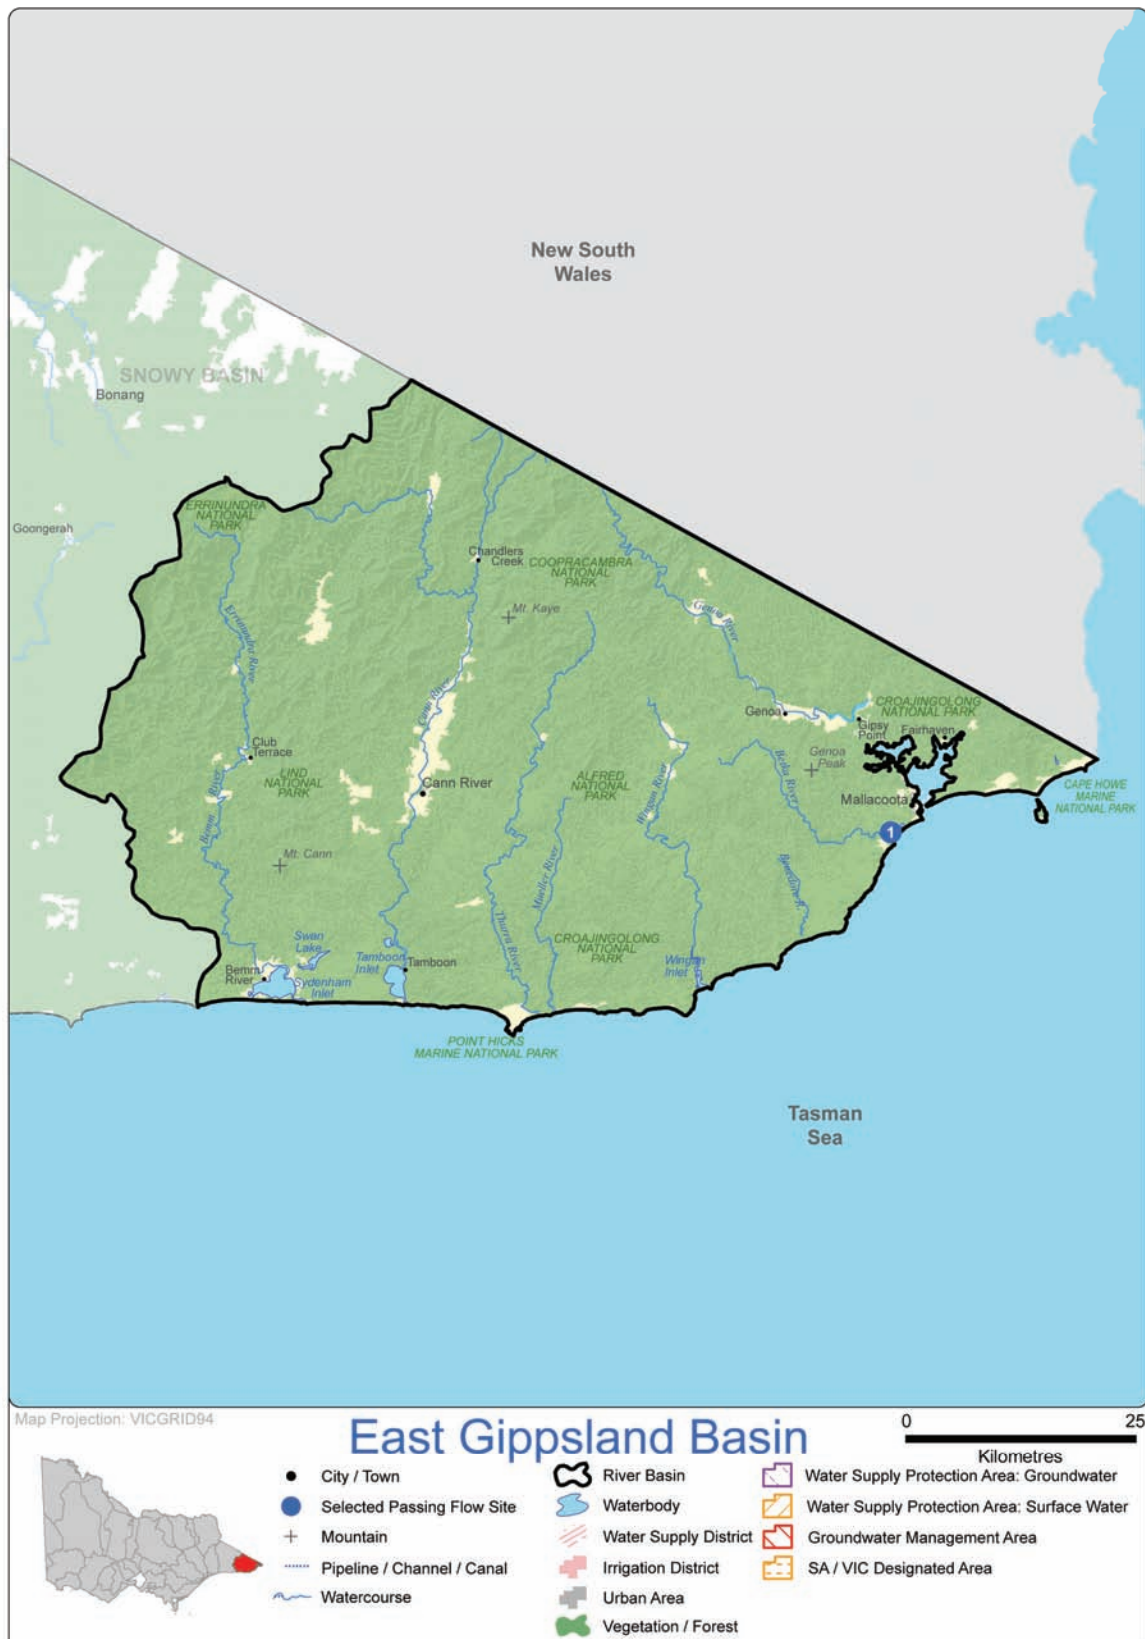 New South
Wales
SNOWY BASIN
Bonang
ERRINUNDRA
NATIONAL
PARK
Goongerah
Chandlers
Creek
COOPRACAMBRA
NATIONAL
PARK
Mt. Kaye
Genoa River
Errinundra River
Cann River
Genoa
CROAJINGOLONG
NATIONAL PARK
Gipsy
Point
Fairhaven
Genoa
Peak
Club
Terrace
LIND
NATIONAL
PARK
Cann River
ALFRED
NATIONAL
PARK
Wingan River
Betka River
Mallacoota
CAPE HOWE
MARINE
NATIONAL PARK
1
Bemm River
Mt. Cann
Mueller River
Thurra River
Benedore R.
Swan
Lake
Tamboon
Inlet
Tamboon
CROAJINGOLONG
NATIONAL
PARK
Wingan
Inlet
Bemm
River
Sydenham
Inlet
POINT HICKS
MARINE NATIONAL PARK
Tasman
Sea
Map Projection: VICGRID94
East Gippsland Basin
0 25
Kilometres
City / Town
Selected Passing Flow Site
Mountain
Pipeline / Channel / Canal
Watercourse
River Basin
Waterbody
Water Supply District
Irrigation District
Urban Area
Vegetation / Forest
Water Supply Protection Area: Groundwater
Water Supply Protection Area: Surface Water
Groundwater Management Area
SA / VIC Designated Area